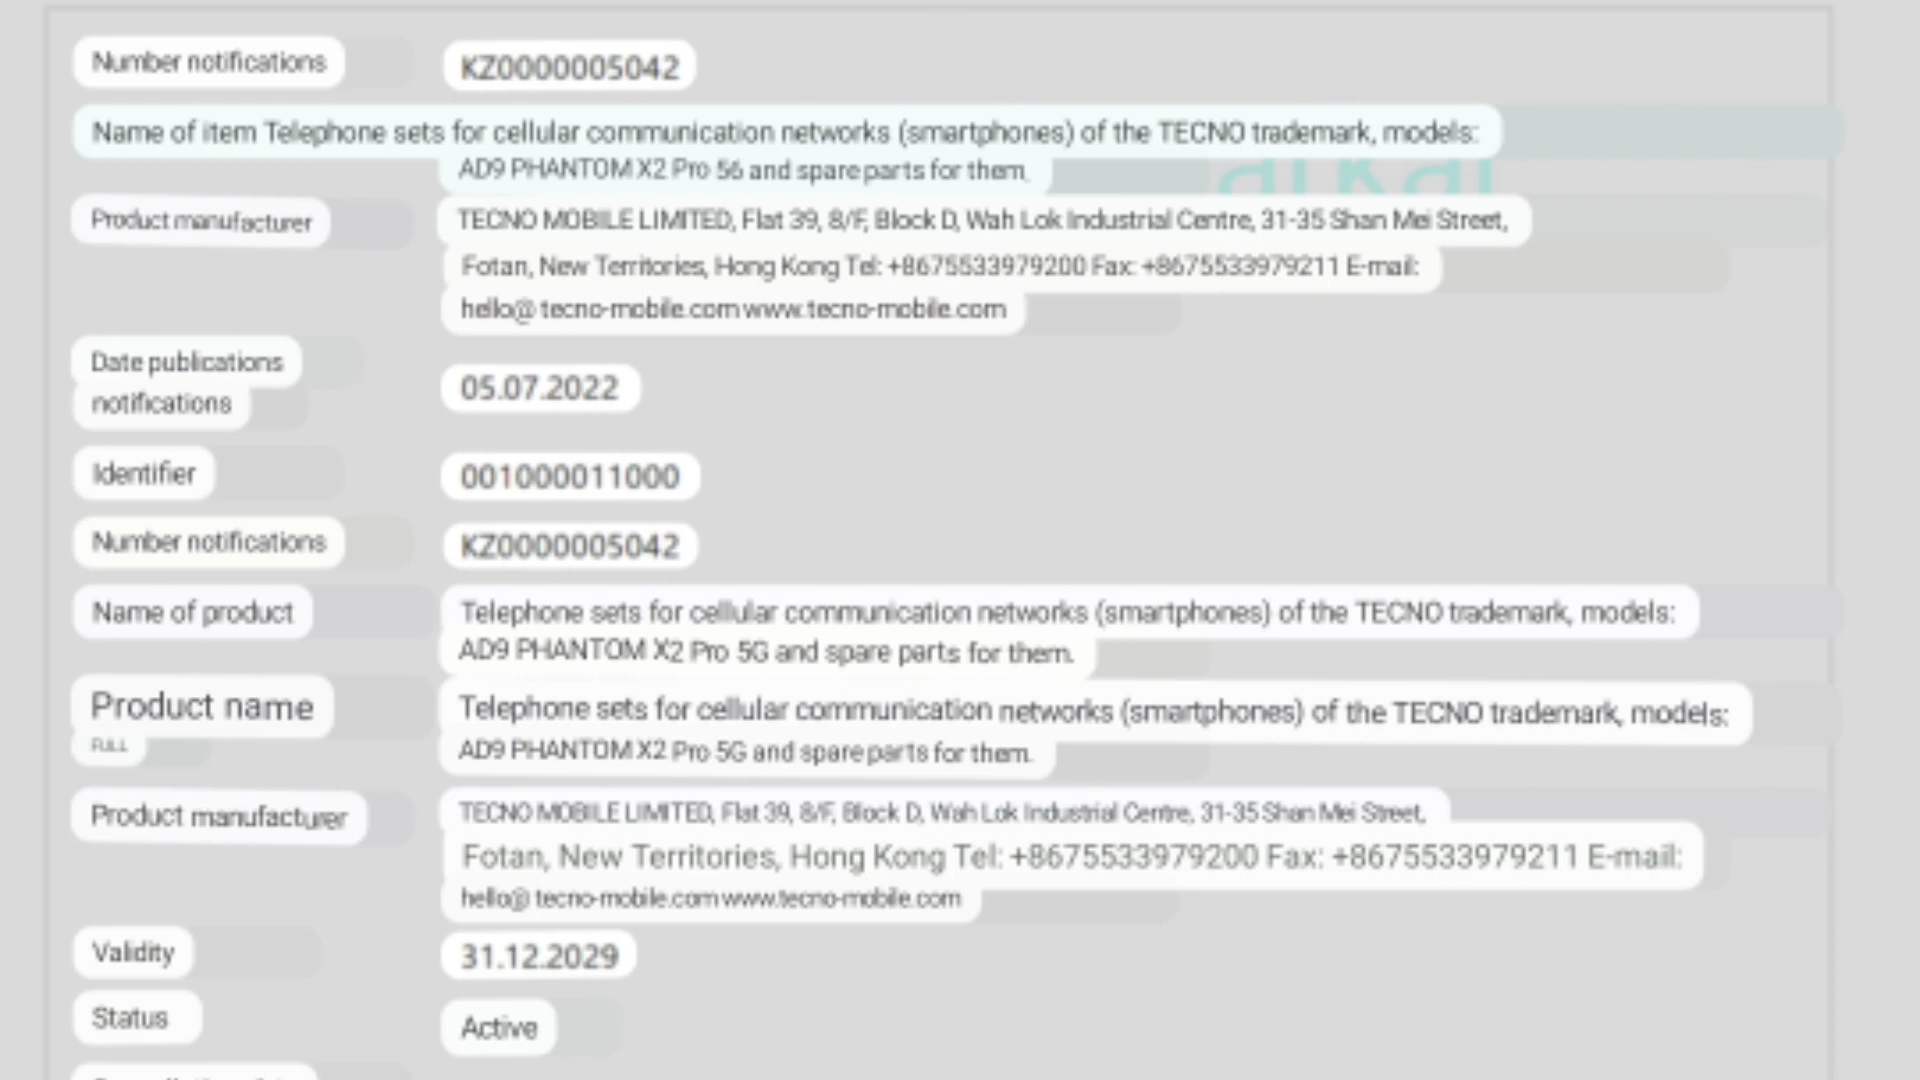 Number notifications KZ0000005042
Name of item Telephone sets for cellular communication networks (smartphones) of the TECNO trademark, models:
AD9 PHANTOM X2 Pro 56 and spare parts for them.
Product manufacturer TECNO MOBILE LIMITED, Flat 39, 8/F, Block D, Wah Lok Industrial Centre, 31-35 Shan Mei Street,
Fotan, New Territories, Hong Kong Tel: +8675533979200 Fax: +8675533979211 E-mail:
hello@ tecno-mobile.com www.tecno-mobile.com
Date publications
notifications 05.07.2022
Identifier 001000011000
Number notifications KZ0000005042
Name of product Telephone sets for cellular communication networks (smartphones) of the TECNO trademark, models:
AD9 PHANTOM X2 Pro 5G and spare parts for them.
Product name Telephone sets for cellular communication networks (smartphones) of the TECNO trademark, models:
FULL AD9 PHANTOM X2 Pro 5G and spare parts for them.
Product manufacturer TECNO MOBILE LIMITED, Flat 39, 8/F, Block D, Wah Lok Industrial Centre, 31-35 Shan Mei Street,
Fotan, New Territories, Hong Kong Tel: +8675533979200 Fax: +8675533979211 E-mail:
hello@ tecno-mobile.com www.tecno-mobile.com
Validity 31.12.2029
Status Active